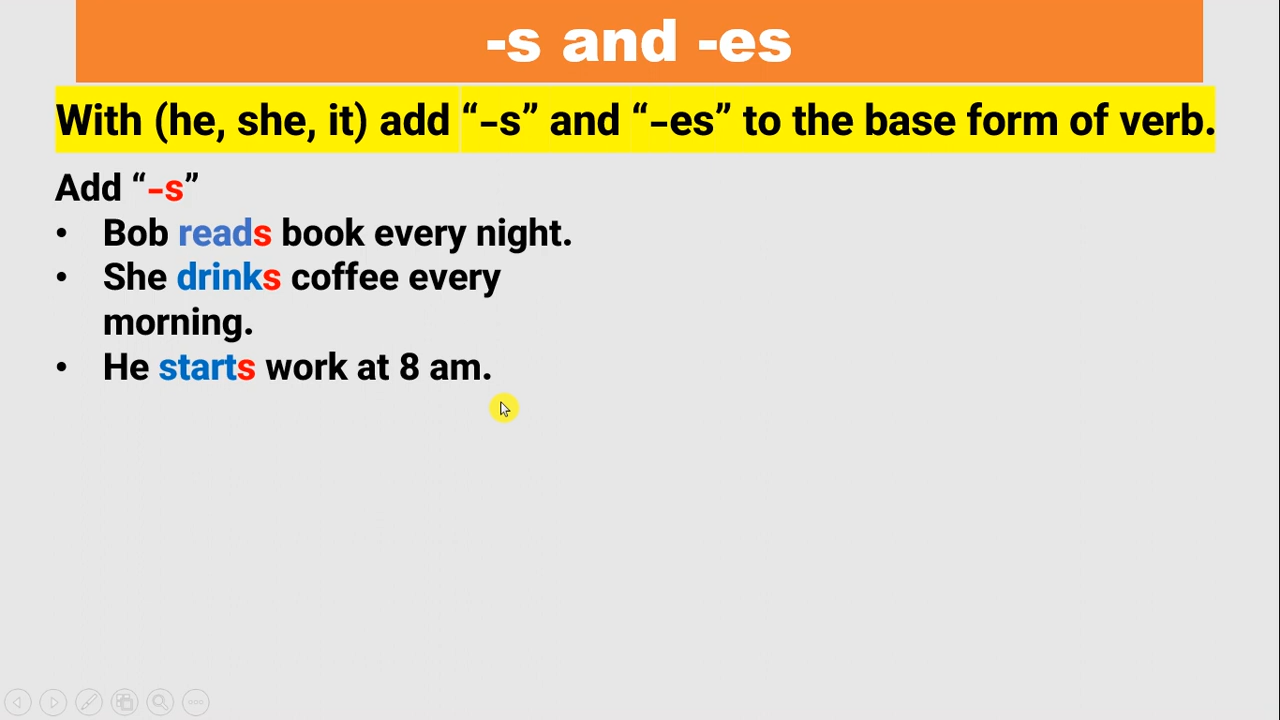 -s and -es
With (he, she, it) add “-s” and “-es” to the base form of verb.
Add “-s”
• Bob reads book every night.
• She drinks coffee every
morning.
• He starts work at 8 am.